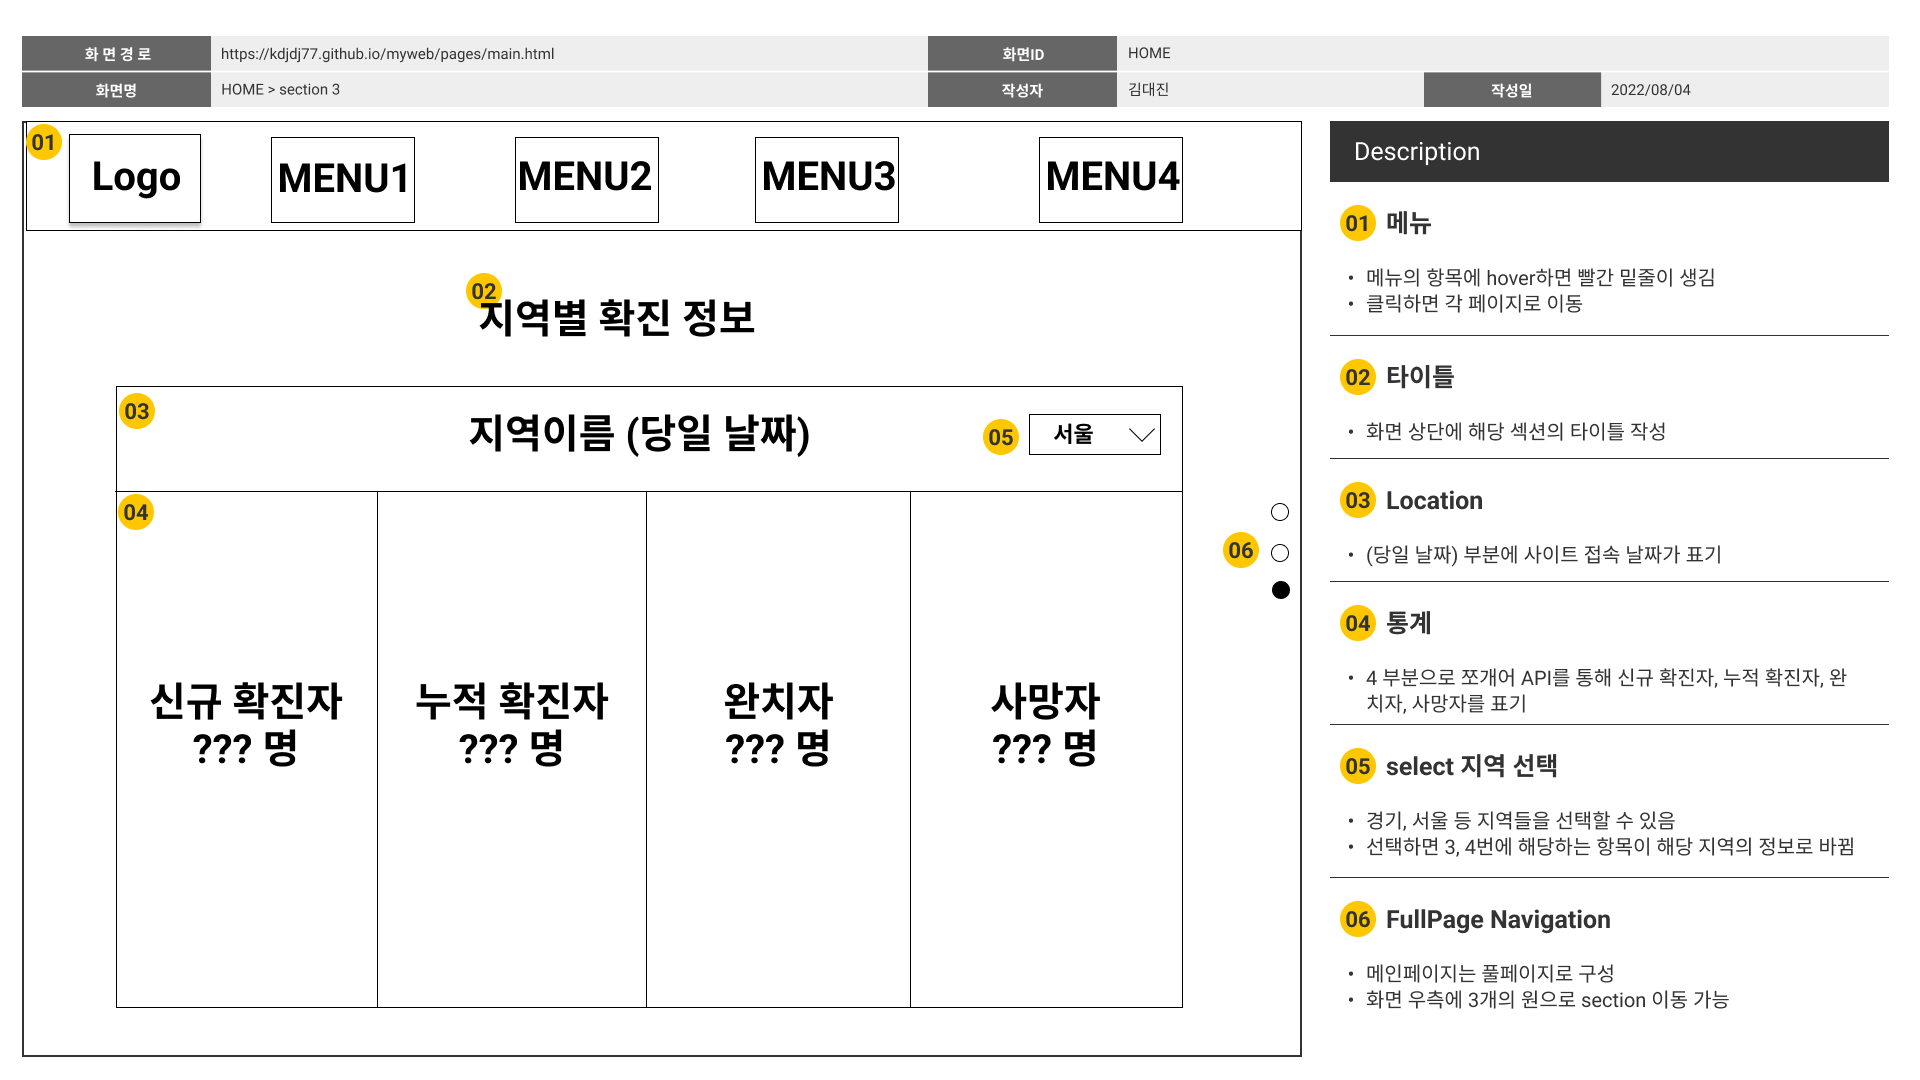 화 면 경 로
https://kdjdj77.github.io/myweb/pages/main.html
화면ID
HOME
화면명
HOME > section 3
작성자
김대진
작성일
2022/08/04
01
Logo
MENU1
MENU2
MENU3
MENU4
02
지역별 확진 정보
03
지역이름 (당일 날짜)
05
서울
04
신규 확진자
??? 명
누적 확진자
??? 명
완치자
??? 명
사망자
??? 명
06
Description
01 메뉴
• 메뉴의 항목에 hover하면 빨간 밑줄이 생김
• 클릭하면 각 페이지로 이동
02 타이틀
• 화면 상단에 해당 섹션의 타이틀 작성
03 Location
• (당일 날짜) 부분에 사이트 접속 날짜가 표기
04 통계
• 4 부분으로 쪼개어 API를 통해 신규 확진자, 누적 확진자, 완
치자, 사망자를 표기
05 select 지역 선택
• 경기, 서울 등 지역들을 선택할 수 있음
• 선택하면 3, 4번에 해당하는 항목이 해당 지역의 정보로 바뀜
06 FullPage Navigation
• 메인페이지는 풀페이지로 구성
• 화면 우측에 3개의 원으로 section 이동 가능